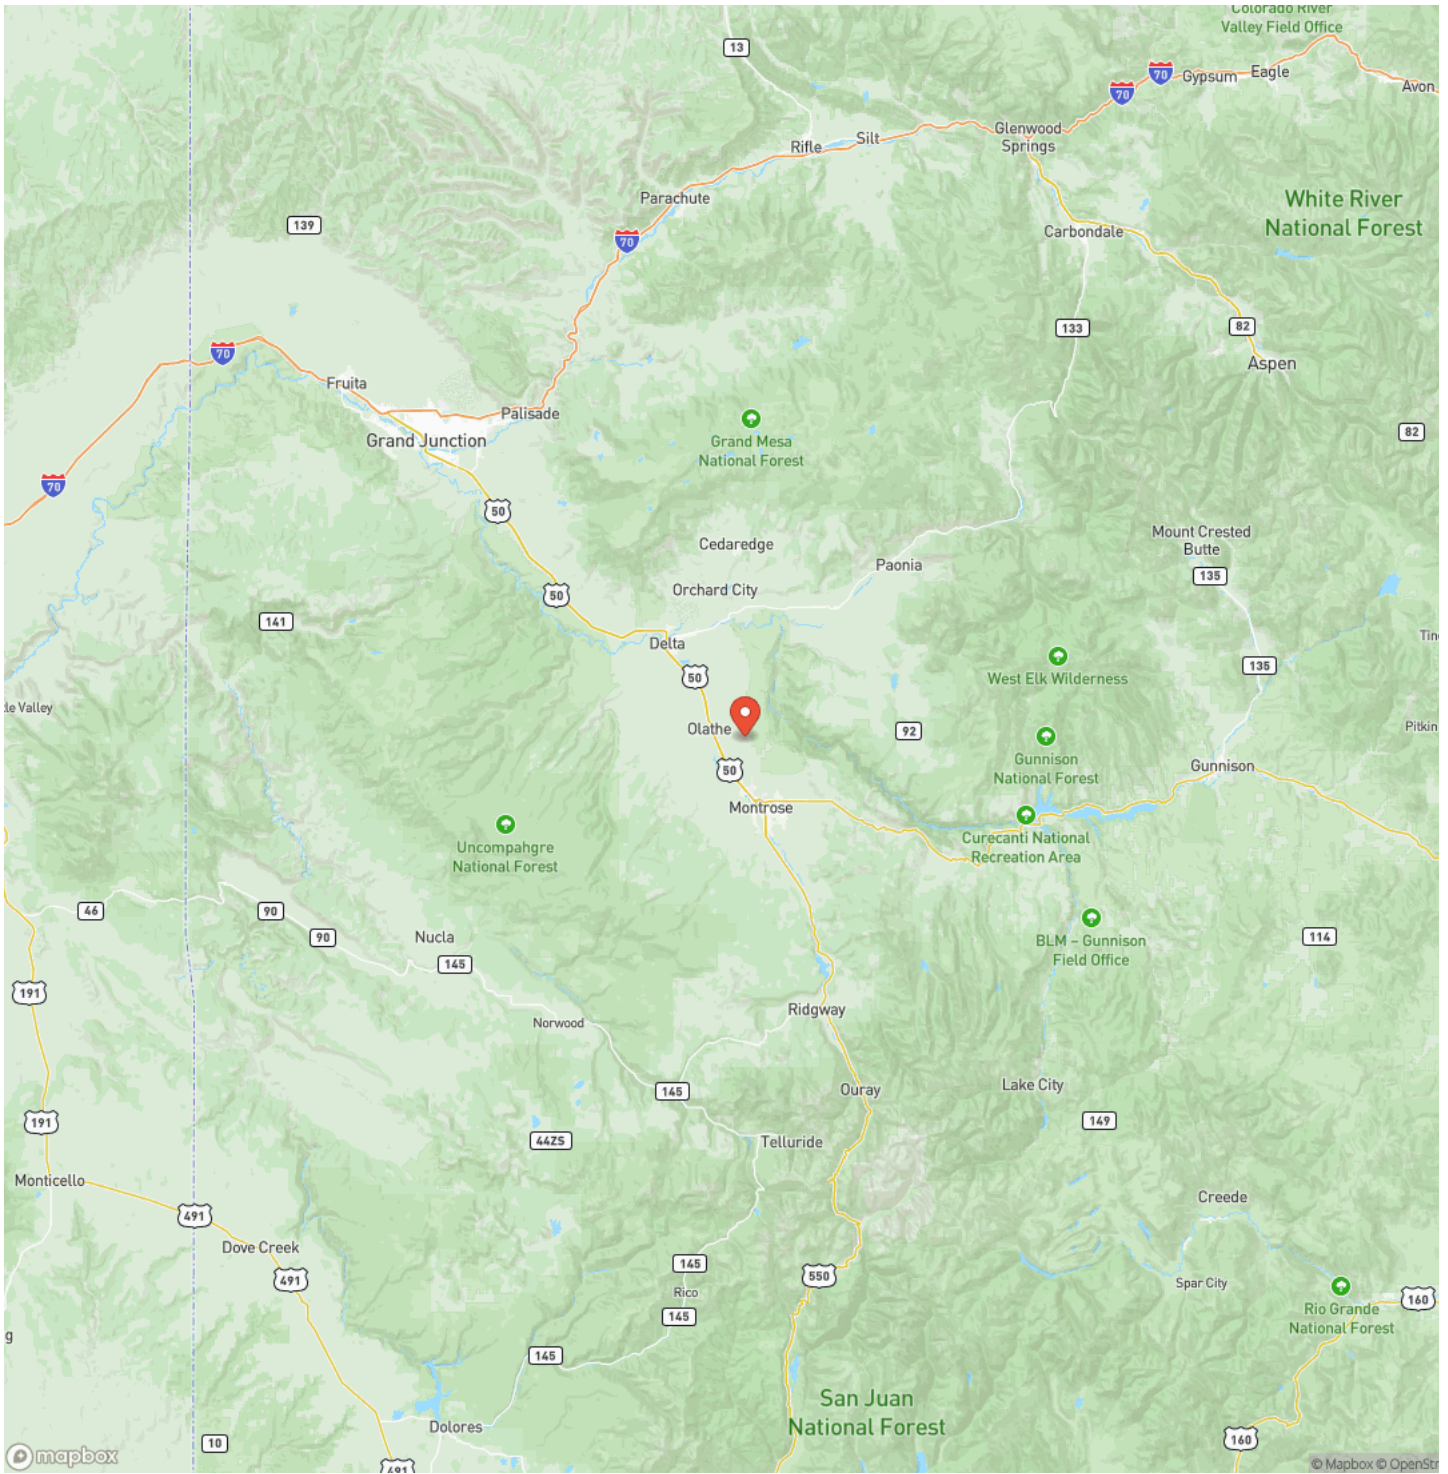 Colorado River
Valley Field Office
13
70
70
Gypsum
Eagle
Avon
Glenwood
Springs
Silt
Rifle
Parachute
White River
National Forest
139
70
Carbondale
133
82
70
Aspen
Fruita
Palisade
Grand Junction
Grand Mesa
National Forest
82
70
50
Mount Crested
Butte
Cedaredge
Paonia
135
50
Orchard City
141
Delta
Tin
135
50
West Elk Wilderness
le Valley
Olathe
92
Pitkin
Gunnison
National Forest
Gunnison
50
Montrose
Curecanti National
Recreation Area
Uncompahgre
National Forest
46
90
90
Nucla
145
BLM – Gunnison
Field Office
114
191
Ridgway
Norwood
145
Ouray
Lake City
191
149
44ZS
Telluride
Monticello
Creede
491
Dove Creek
491
145
550
Rico
Spar City
145
160
Rio Grande
National Forest
g
145
San Juan
National Forest
Dolores
10
160
491
mapbox
© Mapbox © OpenStr